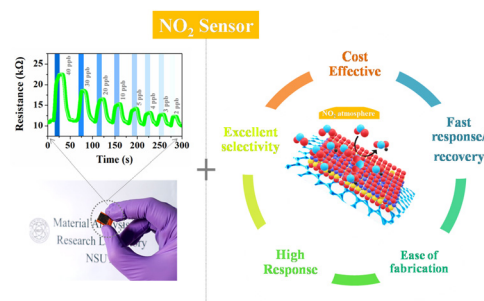 NO₂ Sensor
Resistance (kΩ)
25
20
15
10
40 ppb
30 ppb
20 ppb
10 ppb
5 ppb
4 ppb
3 ppb
2 ppb
0 50 100 150 200 250 300
Time (s)
Material Analysis
Research Laboratory
NSU
+
Cost
Effective
NO₂ atmosphere
Excellent
selectivity
Fast
response/
recovery
High
Response
Ease of
fabrication